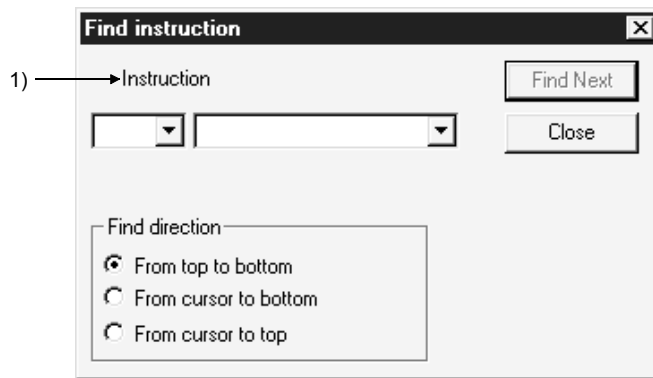 Find instruction
1) Instruction
Find Next
Close
Find direction
From top to bottom
From cursor to bottom
From cursor to top